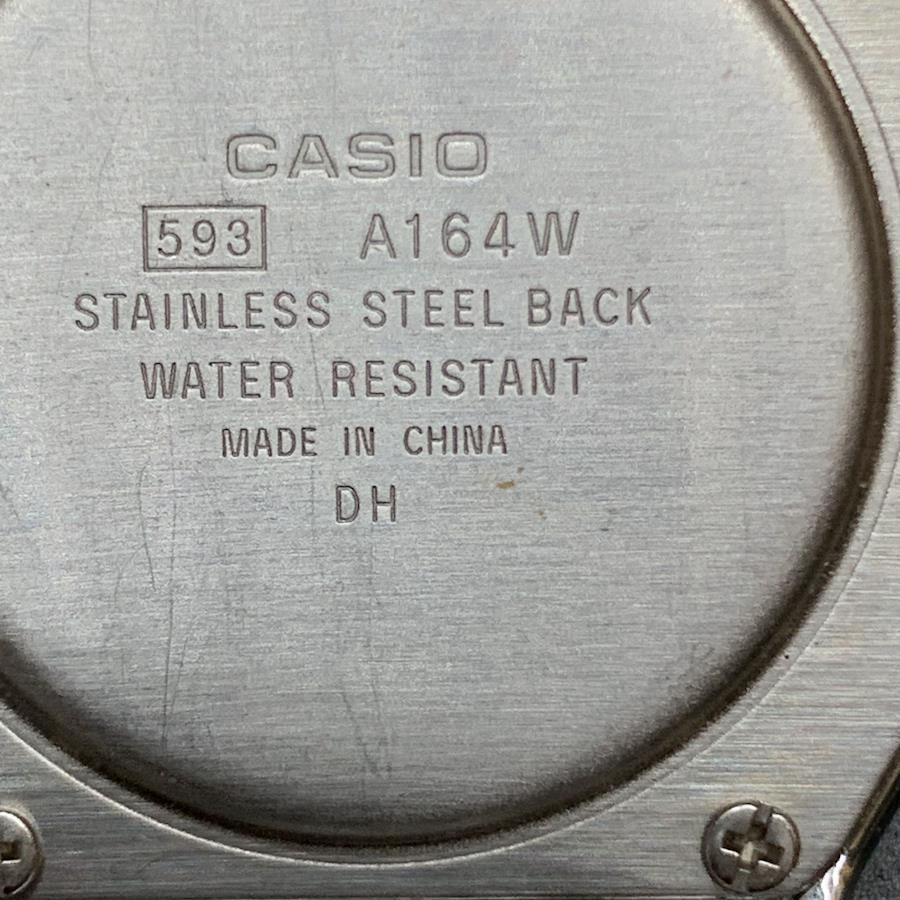 CASIO
593 A164W
STAINLESS STEEL BACK
WATER RESISTANT
MADE IN CHINA
DH